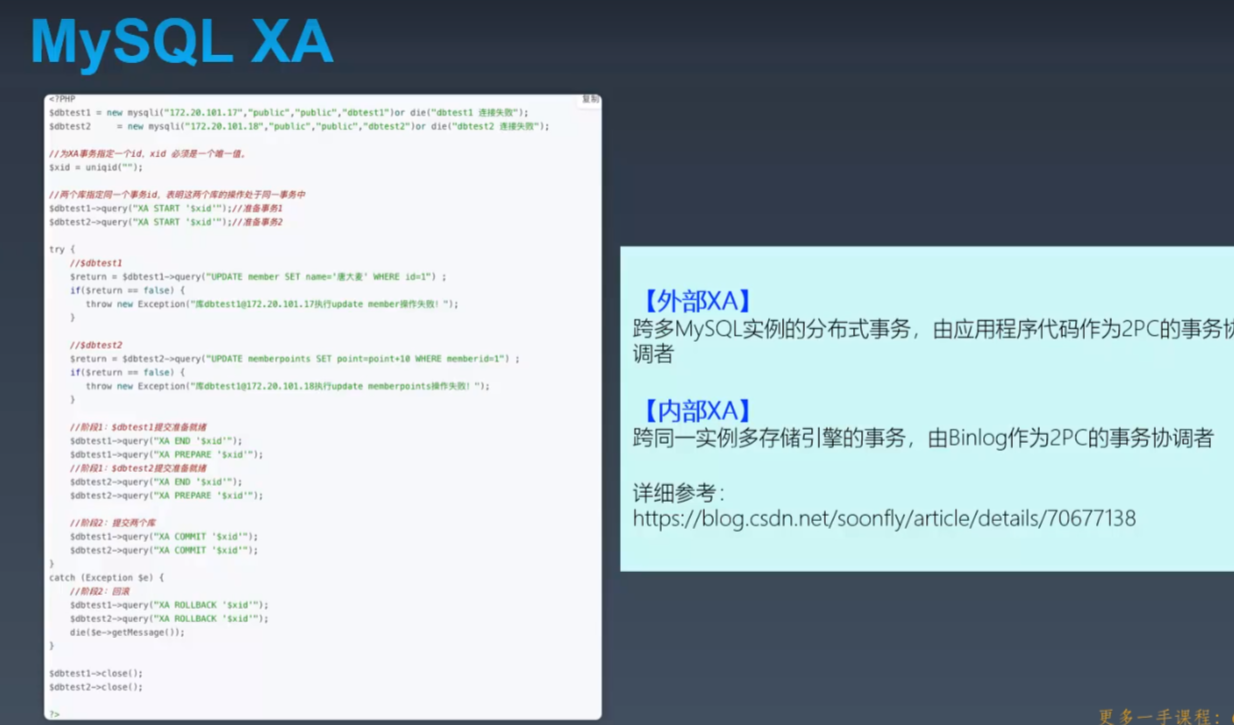 MySQL XA
<?PHP
复制
$dbtest1 = new mysqli("172.20.101.17","public","public","dbtest1")or die("dbtest1 连接失败");
$dbtest2 = new mysqli("172.20.101.18","public","public","dbtest2")or die("dbtest2 连接失败");
//为XA事务指定一个id，xid 必须是一个唯一值。
$xid = uniqid("");
//两个库指定同一个事务id，表明这两个库的操作处于同一事务中
$dbtest1->query("XA START '$xid'");//准备事务1
$dbtest2->query("XA START '$xid'");//准备事务2
try {
//$dbtest1
$return = $dbtest1->query("UPDATE member SET name='唐大麦' WHERE id=1") ;
if($return == false) {
throw new Exception("库dbtest1@172.20.101.17执行update member操作失败！");
}
//$dbtest2
$return = $dbtest2->query("UPDATE memberpoints SET point=point+10 WHERE memberid=1") ;
if($return == false) {
throw new Exception("库dbtest1@172.20.101.18执行update memberpoints操作失败！");
}
//阶段1：$dbtest1提交准备就绪
$dbtest1->query("XA END '$xid'");
$dbtest1->query("XA PREPARE '$xid'");
//阶段1：$dbtest2提交准备就绪
$dbtest2->query("XA END '$xid'");
$dbtest2->query("XA PREPARE '$xid'");
//阶段2：提交两个库
$dbtest1->query("XA COMMIT '$xid'");
$dbtest2->query("XA COMMIT '$xid'");
}
catch (Exception $e) {
//阶段2：回滚
$dbtest1->query("XA ROLLBACK '$xid'");
$dbtest2->query("XA ROLLBACK '$xid'");
die($e->getMessage());
}
$dbtest1->close();
$dbtest2->close();
?>
【外部XA】
跨多MySQL实例的分布式事务，由应用程序代码作为2PC的事务协
调者
【内部XA】
跨同一实例多存储引擎的事务，由Binlog作为2PC的事务协调者
详细参考：
https://blog.csdn.net/soonfly/article/details/70677138
更多一手课程：